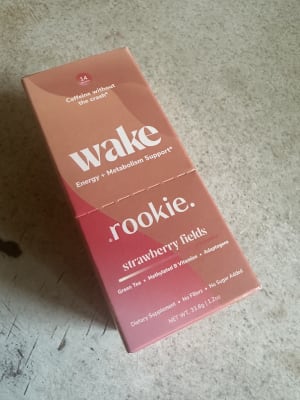 14
Caffeine without
the crash*
wake
Energy + Metabolism Support*
.rookie.
strawberry fields
Green Tea • Methylated B Vitamins • Adaptogens
Dietary Supplement • No Fillers • No Sugar Added
NET WT. 33.6g | 1.2oz